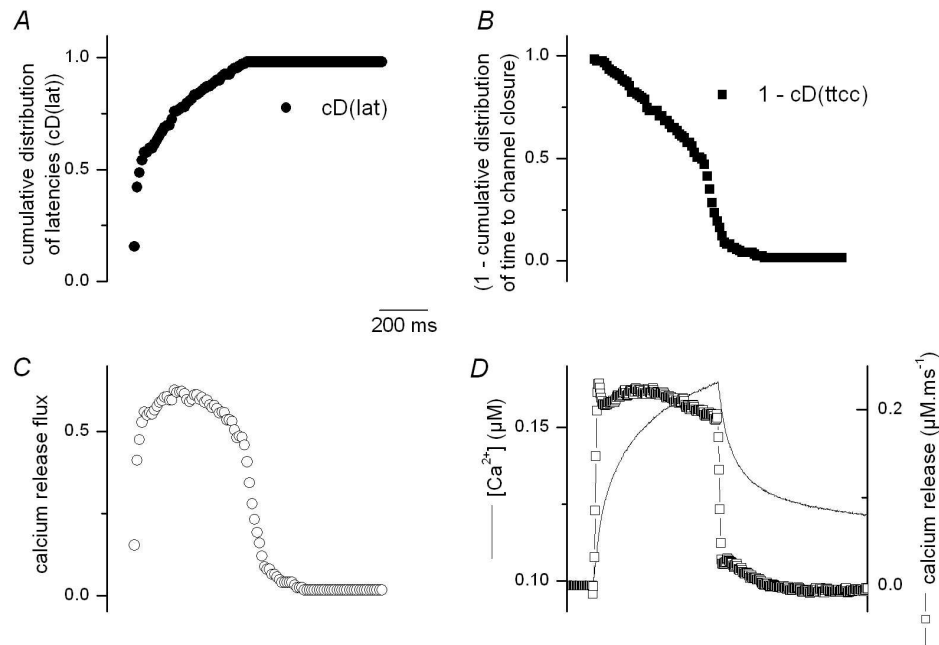 A
cumulative distribution
of latencies (cD(lat))
1.0
0.5
0.0
cD(lat)
B
(1 - cumulative distribution
of time to channel closure)
1.0
0.5
0.0
1 - cD(ttcc)
200 ms
C
calcium release flux
0.5
0.0
D
[Ca2+] (µM)
0.15
0.10
0.2
0.0
calcium release (µM.ms-1)